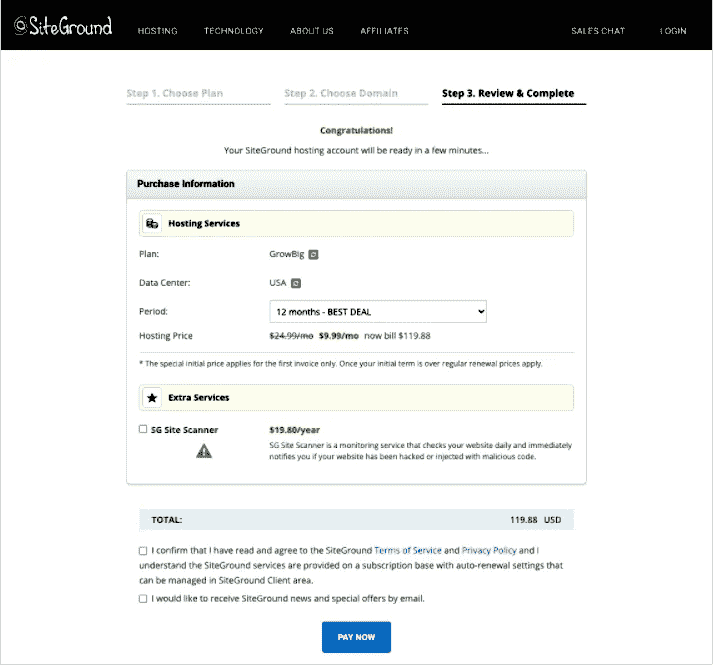 SiteGround HOSTING TECHNOLOGY ABOUT US AFFILIATES SALES CHAT LOGIN
Step 1. Choose Plan Step 2. Choose Domain Step 3. Review & Complete
Congratulations!
Your SiteGround hosting account will be ready in a few minutes...
Purchase Information
Hosting Services
Plan: GrowBig
Data Center: USA
Period: 12 months - BEST DEAL
Hosting Price $24.99/mo $9.99/mo now bill $119.88
* The special initial price applies for the first invoice only. Once your initial term is over regular renewal prices apply.
Extra Services
SG Site Scanner $19.80/year
SG Site Scanner is a monitoring service that checks your website daily and immediately
notifies you if your website has been hacked or injected with malicious code.
TOTAL: 119.88 USD
I confirm that I have read and agree to the SiteGround Terms of Service and Privacy Policy and I
understand the SiteGround services are provided on a subscription base with auto-renewal settings that
can be managed in SiteGround Client area.
I would like to receive SiteGround news and special offers by email.
PAY NOW